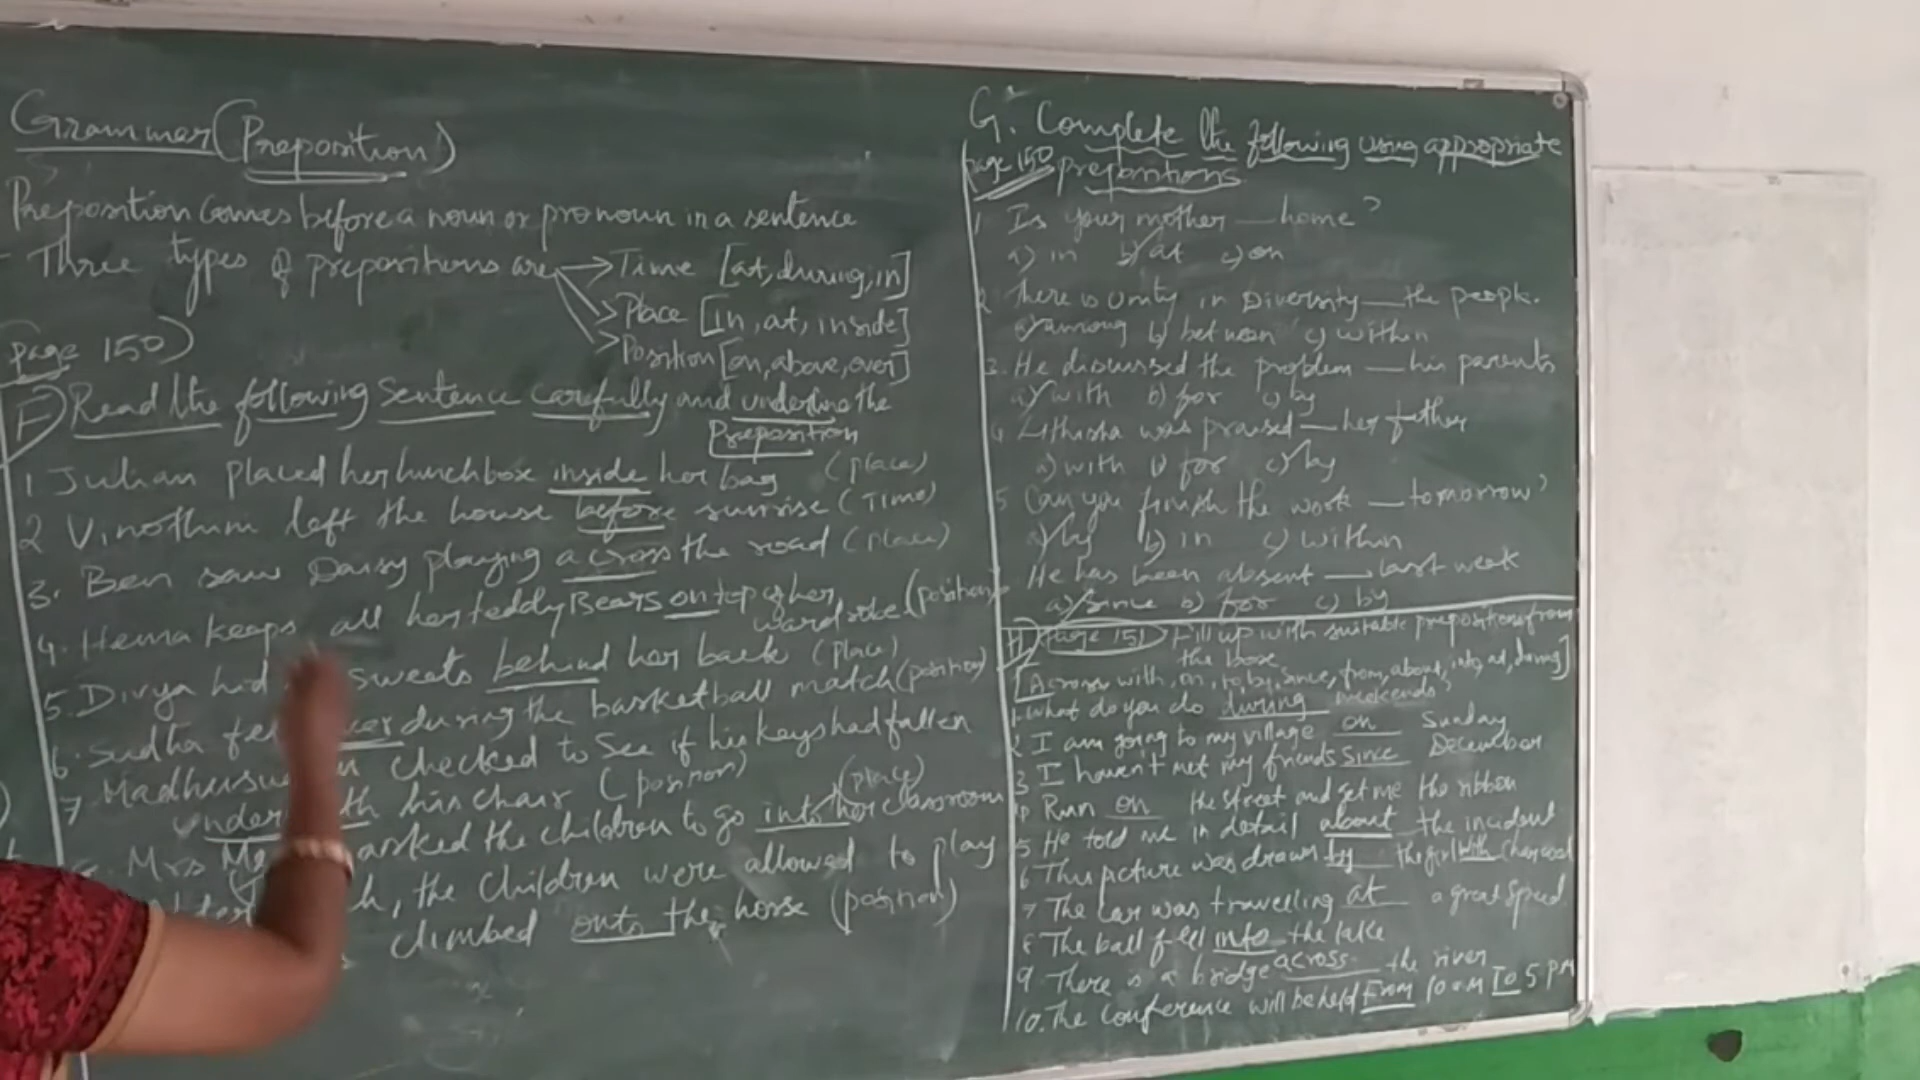 Grammer (Preposition)
Preposition comes before a noun or pronoun in a sentence
- Three types of prepositions are → Time [at, during, in]
→ Place [in, at, inside]
→ Position [on, above, over]
Page 150)
F) Read the following sentence carefully and underline the
Preposition
1 Julian placed her lunchbox inside her bag (place)
2 Vinothini left the house before sunrise (Time)
3. Ben saw Daisy playing across the road (place)
4. Hema keeps all her teddy Bears on top of her
wardrobe (position)
5. Divya hid sweets behind her back (place)
6. Sudha fell over during the basketball match (position)
7 checked to see if his keys had fallen
his chair (position)
Mrs asked the children to go into her classroom (place)
the children were allowed to play
climbed onto the horse (position)
G. Complete the following using appropriate
page 150 prepositions
1 Is your mother — home?
a) in b) at c) on
2 There is Unity in Diversity — the people.
a) among b) between c) within
3. He discussed the problem — his parents
a) with b) for c) by
4 was praised — her father
a) with b) for c) by
5 Can you finish the work — tomorrow?
a) by b) in c) within
He has been absent — last week
a) since b) for c) by
H) Page 151) Fill up with suitable prepositions from
the box
[Across with, on, to, by, since, from, about, into, at, during]
1. What do you do during weekends?
2 I am going to my village on Sunday
3 I haven't met my friends since December
4 Run on the street and get me the ribbon
5 He told me in detail about the incident
6 This picture was drawn by the girl with charcoal
7 The car was travelling at a great speed
8 The ball fell into the lake
9 There is a bridge across the river
10. The conference will be held From 10 am To 5 PM